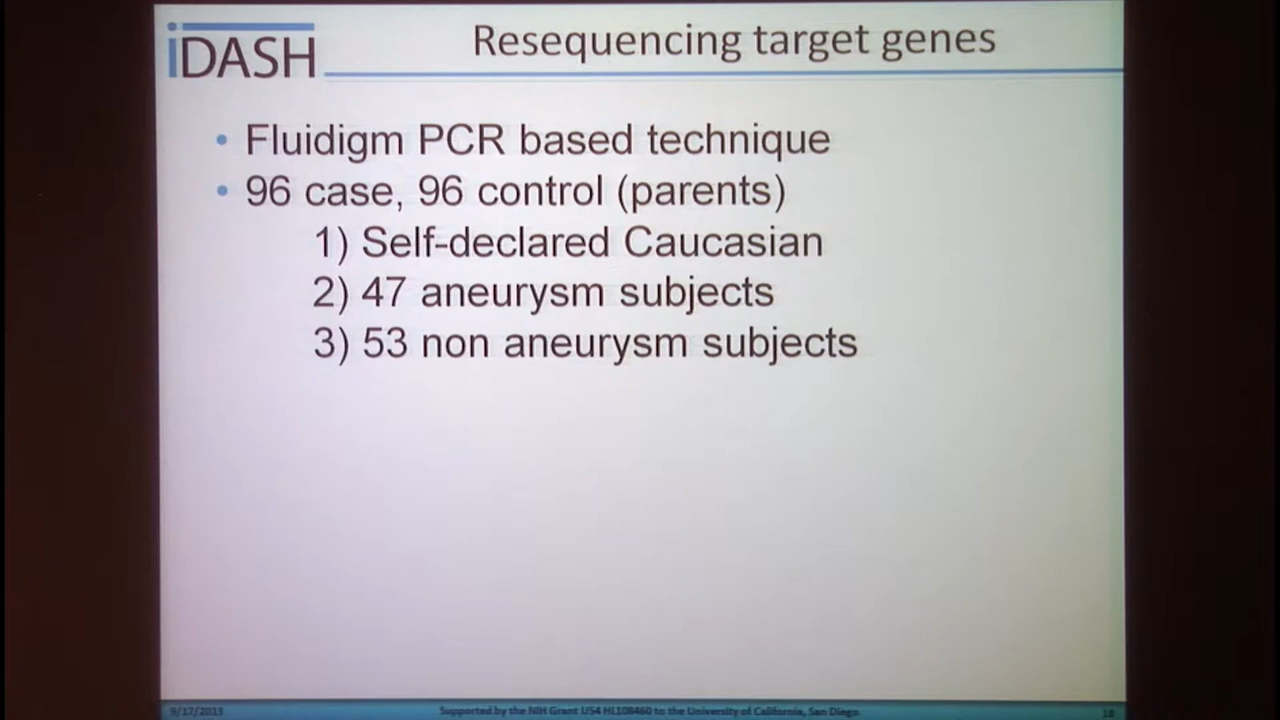 iDASH
Resequencing target genes
• Fluidigm PCR based technique
• 96 case, 96 control (parents)
1) Self-declared Caucasian
2) 47 aneurysm subjects
3) 53 non aneurysm subjects
9/17/2013
Supported by the NIH Grant U54 HL108460 to the University of California, San Diego
18